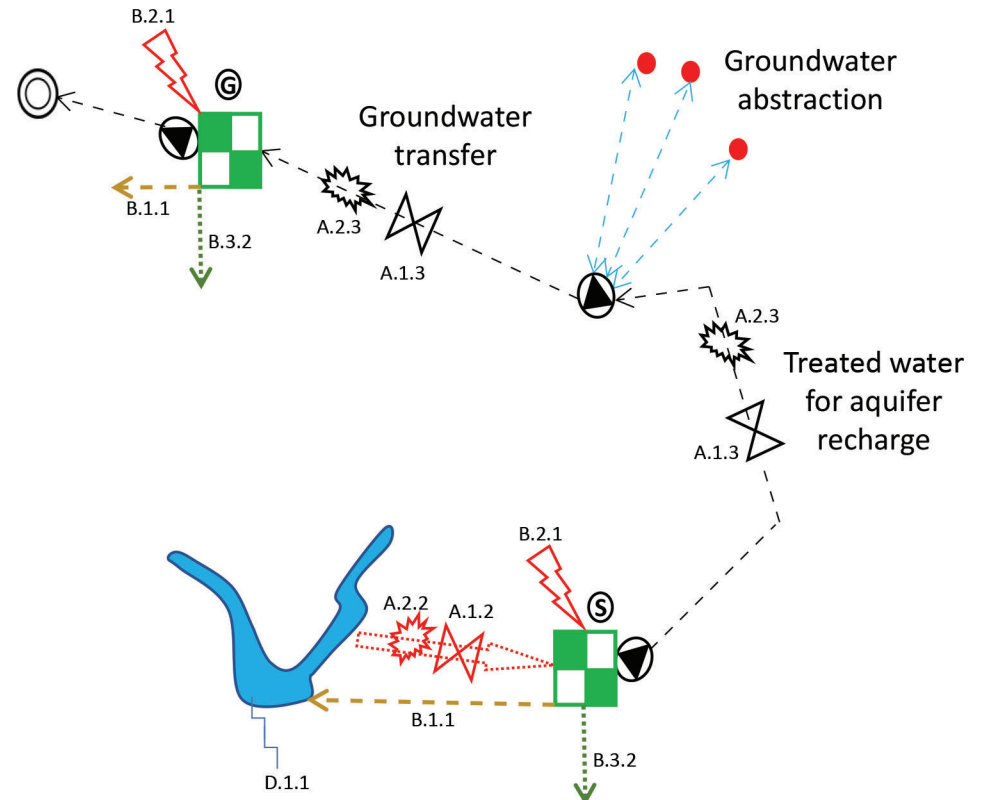 B.2.1
G
Groundwater
abstraction
Groundwater
transfer
A.2.3
B.1.1
B.3.2
A.1.3
A.2.3
Treated water
for aquifer
recharge
A.1.3
B.2.1
S
A.2.2
A.1.2
B.1.1
B.3.2
D.1.1